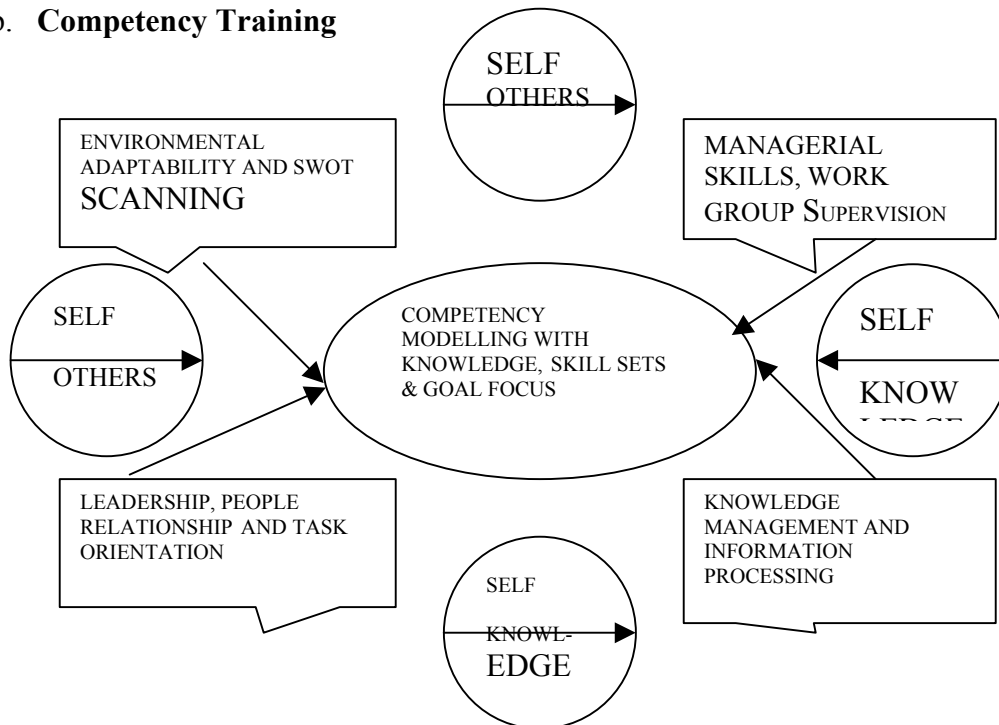 b. Competency Training
SELF
OTHERS
ENVIRONMENTAL
ADAPTABILITY AND SWOT
SCANNING
MANAGERIAL
SKILLS, WORK
GROUP SUPERVISION
SELF
OTHERS
COMPETENCY
MODELLING WITH
KNOWLEDGE, SKILL SETS
& GOAL FOCUS
SELF
KNOW
LEADERSHIP, PEOPLE
RELATIONSHIP AND TASK
ORIENTATION
KNOWLEDGE
MANAGEMENT AND
INFORMATION
PROCESSING
SELF
KNOWL-
EDGE